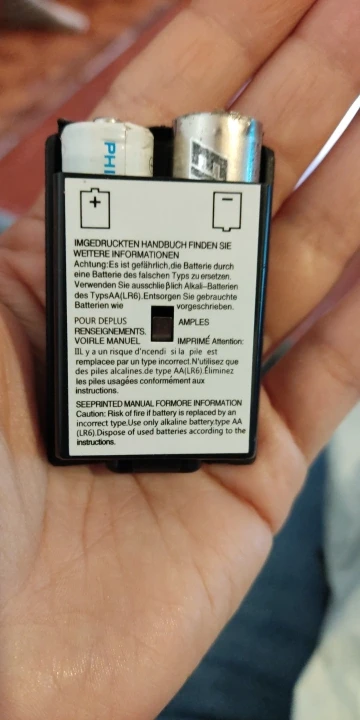 PHI
+
−
IMGEDRUCKTEN HANDBUCH FINDEN SIE
WEITERE INFORMATIONEN
Achtung:Es ist gefährlich,die Batterie durch
eine Batterie des falschen Typs zu ersetzen.
Verwenden Sie ausschlie βlich Alkali-Batterien
des TypsAA(LR6).Entsorgen Sie gebrauchte
Batterien wie vorgeschrieben.
POUR DEPLUS AMPLES
RENSEIGNEMENTS.
VOIRLE MANUEL IMPRIMÉ Attention:
IIL y a un risque d'ncendi si la pile est
remplacee par un type incorrect.N'utilisez que
des piles alcalines.de type AA(LR6).Éliminez
les piles usagées conformément aux
instructions.
SEEPRINTED MANUAL FORMORE INFORMATION
Caution: Risk of fire if battery is replaced by an
incorrect type.Use only alkaline battery.type AA
(LR6).Dispose of used batteries according to the
instructions.